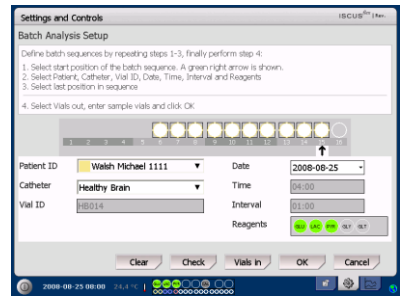 Settings and Controls
ISCUSflex | Ver.
Batch Analysis Setup
Define batch sequences by repeating steps 1-3, finally perform step 4:
1. Select start position of the batch sequence. A green right arrow is shown.
2. Select Patient, Catheter, Vial ID, Date, Time, Interval and Reagents
3. Select last position in sequence
4. Select Vials out, enter sample vials and click OK
1 2 3 4 5 6 7 8 9 10 11 12 13 14 15 16
Patient ID Walsh Michael 1111 Date 2008-08-25
Catheter Healthy Brain Time 04:00
Vial ID HB014 Interval 01:00
Reagents GLU LAC PYR GLY GLT
Clear Check Vials in OK Cancel
2008-08-25 00:00 24,4 °C